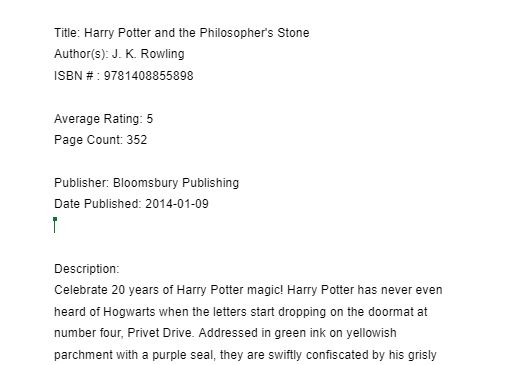 Title: Harry Potter and the Philosopher's Stone
Author(s): J. K. Rowling
ISBN # : 9781408855898
Average Rating: 5
Page Count: 352
Publisher: Bloomsbury Publishing
Date Published: 2014-01-09
Description:
Celebrate 20 years of Harry Potter magic! Harry Potter has never even
heard of Hogwarts when the letters start dropping on the doormat at
number four, Privet Drive. Addressed in green ink on yellowish
parchment with a purple seal, they are swiftly confiscated by his grisly